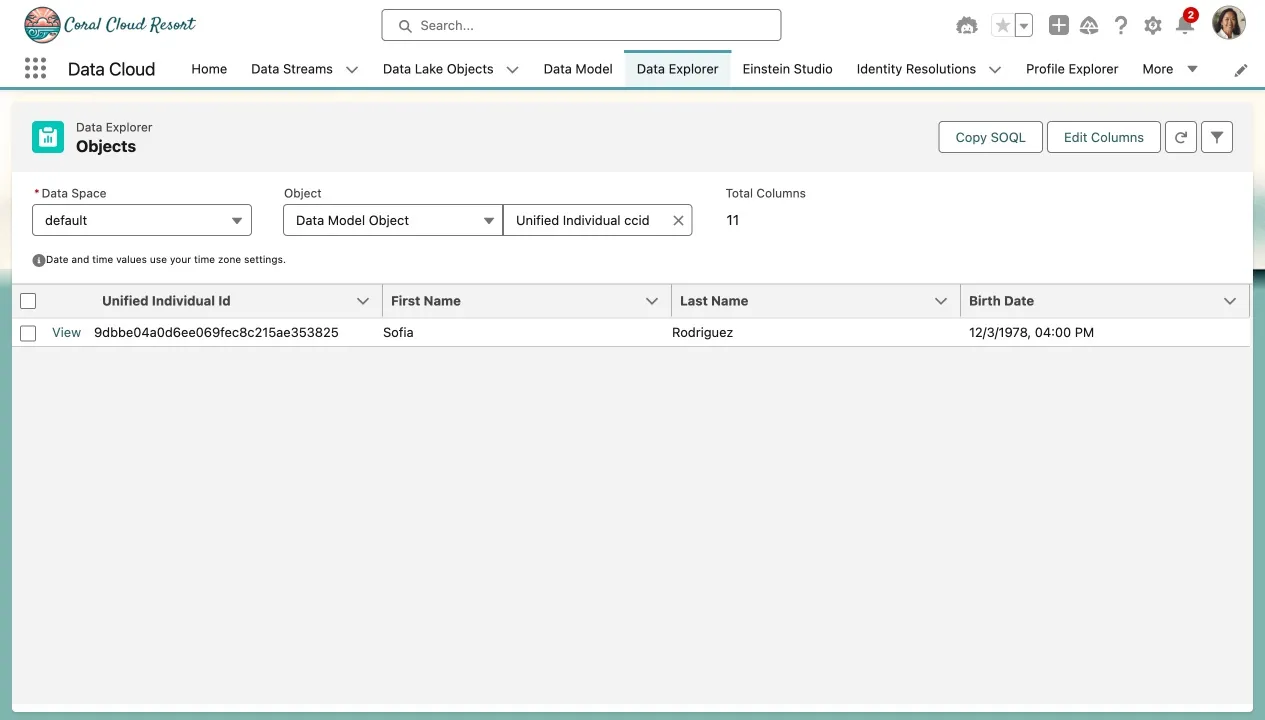 Coral Cloud Resort
Search...
2
Data Cloud
Home
Data Streams
Data Lake Objects
Data Model
Data Explorer
Einstein Studio
Identity Resolutions
Profile Explorer
More
Data Explorer
Objects
Copy SOQL
Edit Columns
* Data Space
Object
Total Columns
default
Data Model Object
Unified Individual ccid
11
Date and time values use your time zone settings.
Unified Individual Id
First Name
Last Name
Birth Date
View
9dbbe04a0d6ee069fec8c215ae353825
Sofia
Rodriguez
12/3/1978, 04:00 PM